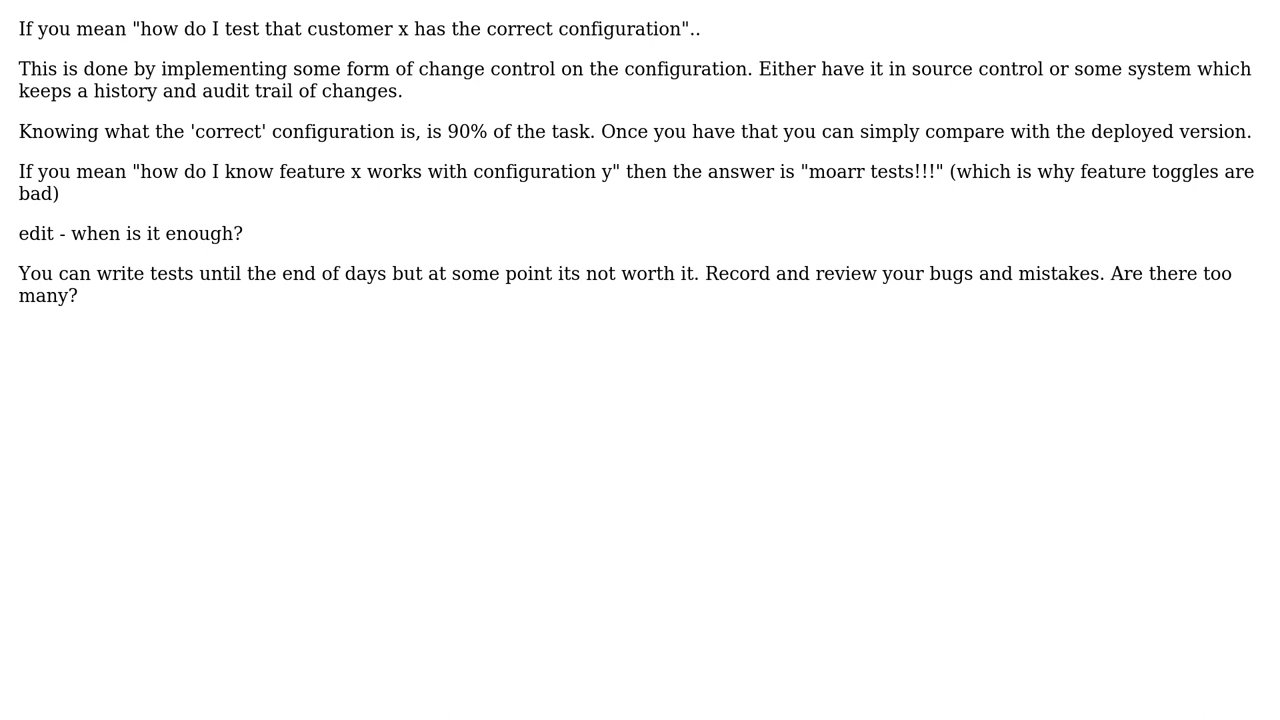 If you mean "how do I test that customer x has the correct configuration"..
This is done by implementing some form of change control on the configuration. Either have it in source control or some system which
keeps a history and audit trail of changes.
Knowing what the 'correct' configuration is, is 90% of the task. Once you have that you can simply compare with the deployed version.
If you mean "how do I know feature x works with configuration y" then the answer is "moarr tests!!!" (which is why feature toggles are
bad)
edit - when is it enough?
You can write tests until the end of days but at some point its not worth it. Record and review your bugs and mistakes. Are there too
many?